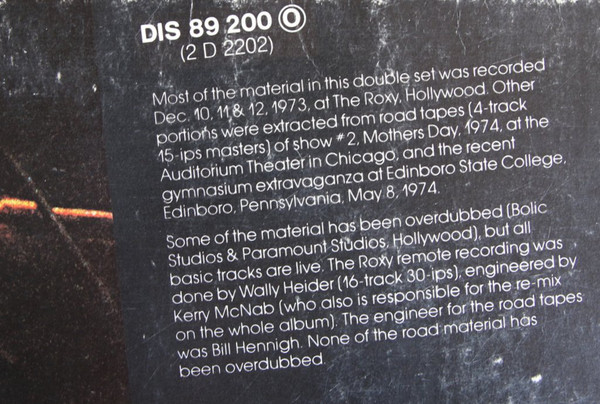 DIS 89 200 O
(2 D 2202)
Most of the material in this double set was recorded
Dec. 10, 11 & 12, 1973, at The Roxy, Hollywood. Other
portions were extracted from road tapes (4-track
15-ips masters) of show #2, Mothers Day, 1974, at the
Auditorium Theater in Chicago, and the recent
gymnasium extravaganza at Edinboro State College,
Edinboro, Pennsylvania, May 8, 1974.
Some of the material has been overdubbed (Bolic
Studios & Paramount Studios, Hollywood), but all
basic tracks are live. The Roxy remote recording was
done by Wally Heider (16-track 30-ips), engineered by
Kerry McNab (who also is responsible for the re-mix
on the whole album). The engineer for the road tapes
was Bill Hennigh. None of the road material has
been overdubbed.